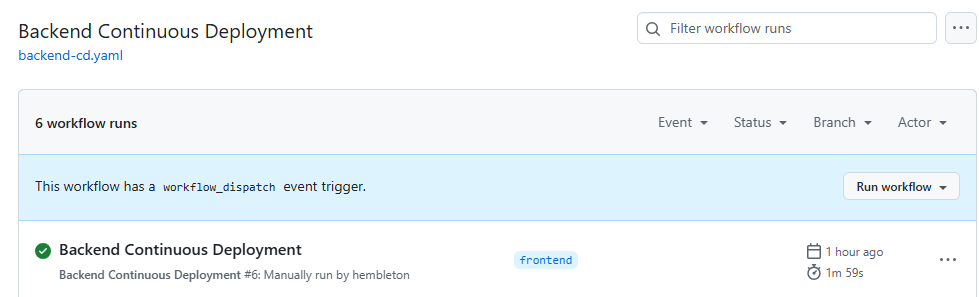 Backend Continuous Deployment
Filter workflow runs
backend-cd.yaml
6 workflow runs
Event Status Branch Actor
This workflow has a workflow_dispatch event trigger.
Run workflow
Backend Continuous Deployment
frontend
1 hour ago
Backend Continuous Deployment #6: Manually run by hembleton
1m 59s